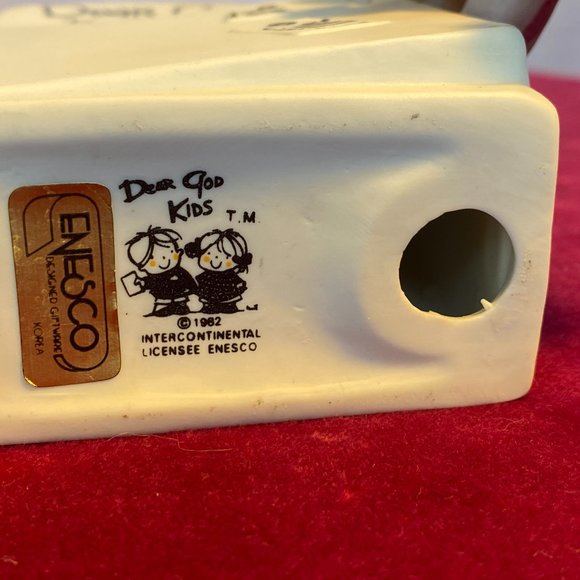 ENESCO
DESIGNED GIFTWARE
KOREA
DEAR GOD
KIDS T.M.
© 1982
INTERCONTINENTAL
LICENSEE ENESCO